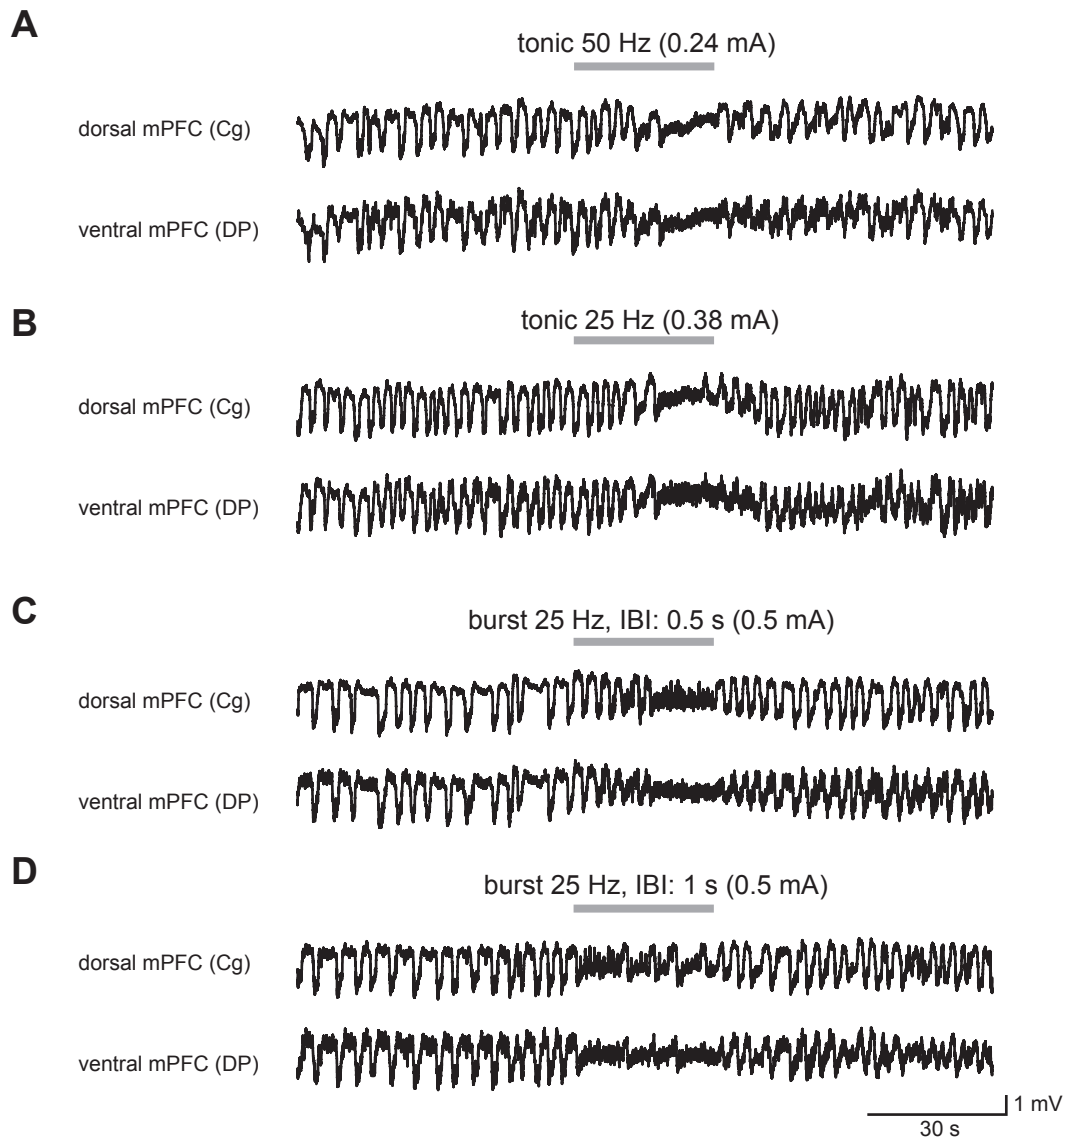 A
tonic 50 Hz (0.24 mA)
dorsal mPFC (Cg)
ventral mPFC (DP)
B
tonic 25 Hz (0.38 mA)
dorsal mPFC (Cg)
ventral mPFC (DP)
C
burst 25 Hz, IBI: 0.5 s (0.5 mA)
dorsal mPFC (Cg)
ventral mPFC (DP)
D
burst 25 Hz, IBI: 1 s (0.5 mA)
dorsal mPFC (Cg)
ventral mPFC (DP)
1 mV
30 s